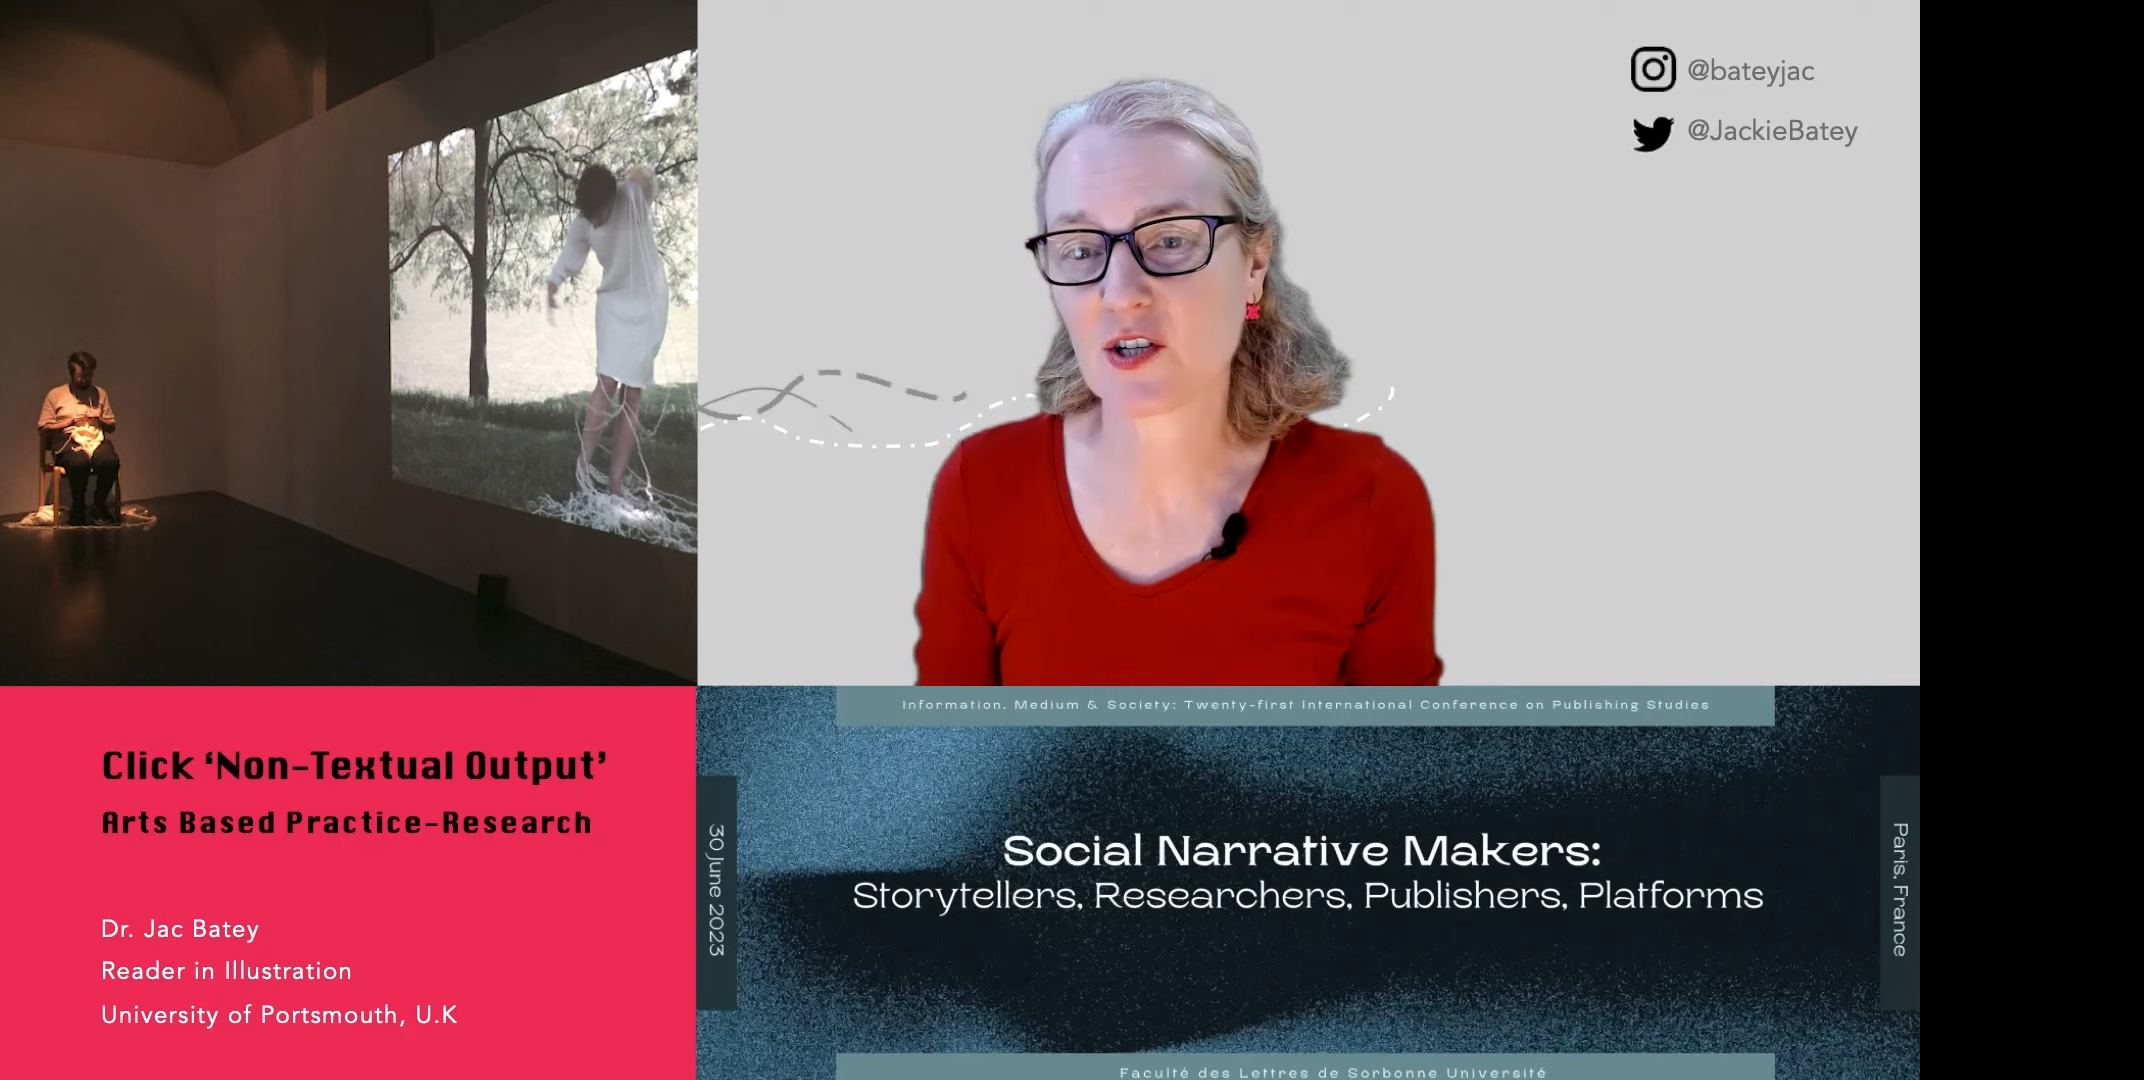 @bateyjac
@JackieBatey
Click ‘Non-Textual Output’
Arts Based Practice-Research
Dr. Jac Batey
Reader in Illustration
University of Portsmouth, U.K
Information, Medium & Society: Twenty-first International Conference on Publishing Studies
30 June 2023
Social Narrative Makers:
Storytellers, Researchers, Publishers, Platforms
Paris, France
Faculté des Lettres de Sorbonne Université